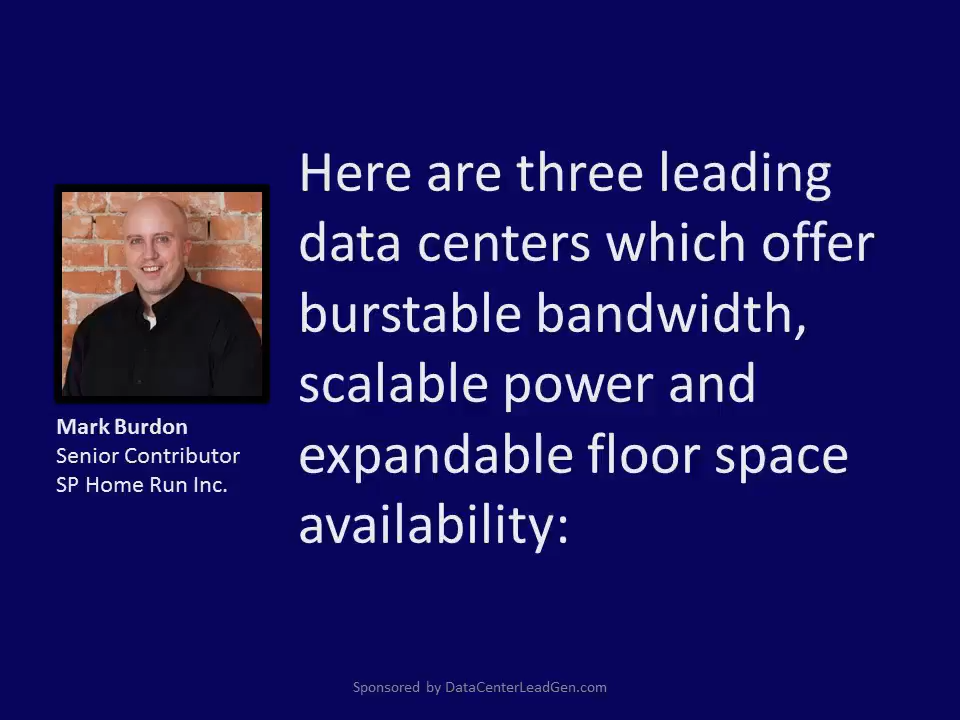 Here are three leading
data centers which offer
burstable bandwidth,
scalable power and
expandable floor space
availability:
Mark Burdon
Senior Contributor
SP Home Run Inc.
Sponsored by DataCenterLeadGen.com